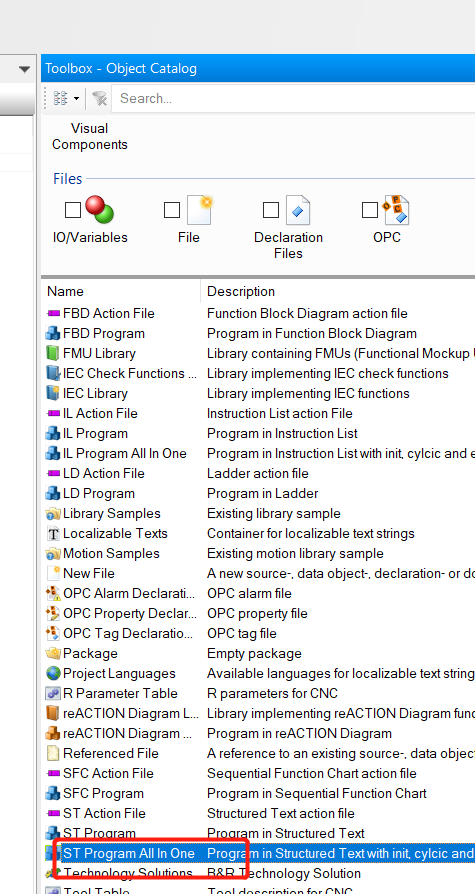 Toolbox - Object Catalog
Search...
Visual
Components
Files
IO/Variables
File
Declaration
Files
OPC
Name Description
FBD Action File Function Block Diagram action file
FBD Program Program in Function Block Diagram
FMU Library Library containing FMUs (Functional Mockup
IEC Check Functions ... Library implementing IEC check functions
IEC Library Library implementing IEC functions
IL Action File Instruction List action File
IL Program Program in Instruction List
IL Program All In One Program in Instruction List with init, cylcic and e
LD Action File Ladder action file
LD Program Program in Ladder
Library Samples Existing library sample
Localizable Texts Container for localizable text strings
Motion Samples Existing motion library sample
New File A new source-, data object-, declaration- or do
OPC Alarm Declarati... OPC alarm file
OPC Property Declar... OPC property file
OPC Tag Declaratio... OPC tag file
Package Empty package
Project Languages Available languages for localizable text string
R Parameter Table R parameters for CNC
reACTION Diagram L... Library implementing reACTION Diagram func
reACTION Diagram ... Program in reACTION Diagram
Referenced File A reference to an existing source-, data objec
SFC Action File Sequential Function Chart action file
SFC Program Program in Sequential Function Chart
ST Action File Structured Text action file
ST Program Program in Structured Text
ST Program All In One Program in Structured Text with init, cylcic and
Technology Solutions B&R Technology Solution
Tool Table Tool description for CNC